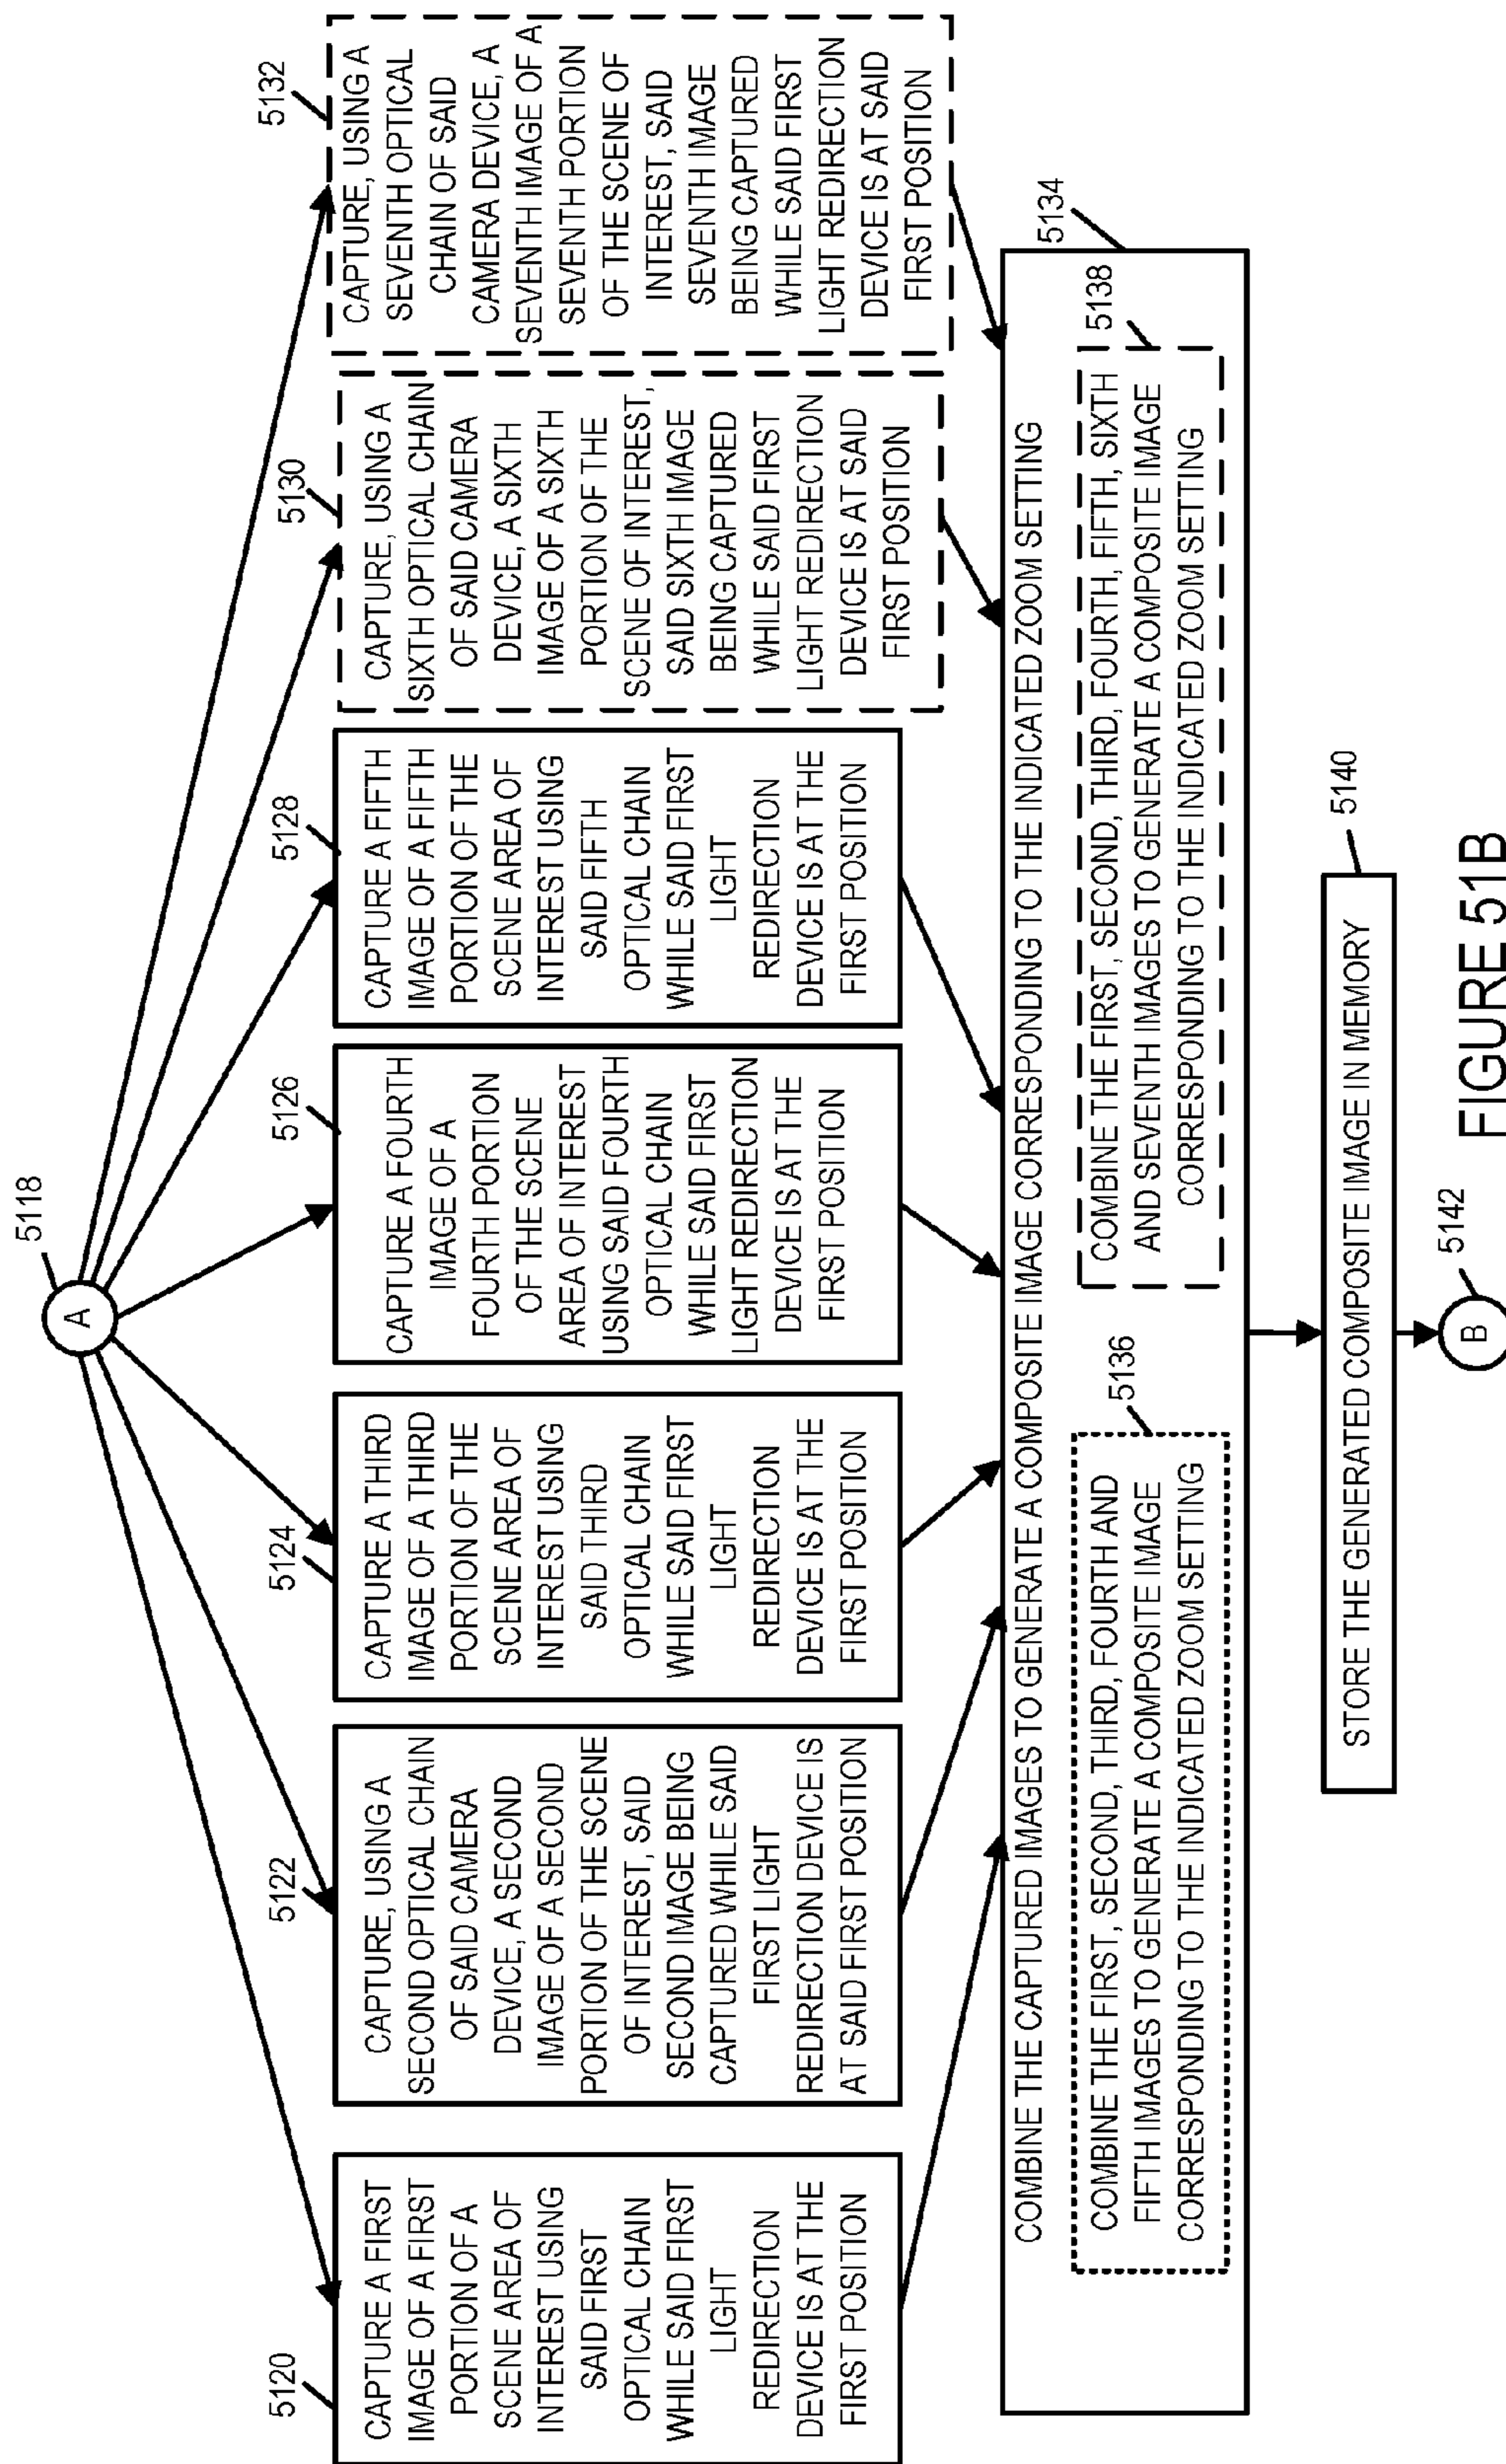 5118
A
5120
CAPTURE A FIRST
IMAGE OF A FIRST
PORTION OF A
SCENE AREA OF
INTEREST USING
SAID FIRST
OPTICAL CHAIN
WHILE SAID FIRST
LIGHT
REDIRECTION
DEVICE IS AT THE
FIRST POSITION
5122
CAPTURE, USING A
SECOND OPTICAL CHAIN
OF SAID CAMERA
DEVICE, A SECOND
IMAGE OF A SECOND
PORTION OF THE SCENE
OF INTEREST, SAID
SECOND IMAGE BEING
CAPTURED WHILE SAID
FIRST LIGHT
REDIRECTION DEVICE IS
AT SAID FIRST POSITION
5124
CAPTURE A THIRD
IMAGE OF A THIRD
PORTION OF THE
SCENE AREA OF
INTEREST USING
SAID THIRD
OPTICAL CHAIN
WHILE SAID FIRST
LIGHT
REDIRECTION
DEVICE IS AT THE
FIRST POSITION
5126
CAPTURE A FOURTH
IMAGE OF A
FOURTH PORTION
OF THE SCENE
AREA OF INTEREST
USING SAID FOURTH
OPTICAL CHAIN
WHILE SAID FIRST
LIGHT REDIRECTION
DEVICE IS AT THE
FIRST POSITION
5128
CAPTURE A FIFTH
IMAGE OF A FIFTH
PORTION OF THE
SCENE AREA OF
INTEREST USING
SAID FIFTH
OPTICAL CHAIN
WHILE SAID FIRST
LIGHT
REDIRECTION
DEVICE IS AT THE
FIRST POSITION
5130
CAPTURE, USING A
SIXTH OPTICAL CHAIN
OF SAID CAMERA
DEVICE, A SIXTH
IMAGE OF A SIXTH
PORTION OF THE
SCENE OF INTEREST,
SAID SIXTH IMAGE
BEING CAPTURED
WHILE SAID FIRST
LIGHT REDIRECTION
DEVICE IS AT SAID
FIRST POSITION
5132
CAPTURE, USING A
SEVENTH OPTICAL
CHAIN OF SAID
CAMERA DEVICE, A
SEVENTH IMAGE OF A
SEVENTH PORTION
OF THE SCENE OF
INTEREST, SAID
SEVENTH IMAGE
BEING CAPTURED
WHILE SAID FIRST
LIGHT REDIRECTION
DEVICE IS AT SAID
FIRST POSITION
5134
COMBINE THE CAPTURED IMAGES TO GENERATE A COMPOSITE IMAGE CORRESPONDING TO THE INDICATED ZOOM SETTING
5136
COMBINE THE FIRST, SECOND, THIRD, FOURTH AND
FIFTH IMAGES TO GENERATE A COMPOSITE IMAGE
CORRESPONDING TO THE INDICATED ZOOM SETTING
5138
COMBINE THE FIRST, SECOND, THIRD, FOURTH, FIFTH, SIXTH
AND SEVENTH IMAGES TO GENERATE A COMPOSITE IMAGE
CORRESPONDING TO THE INDICATED ZOOM SETTING
5140
STORE THE GENERATED COMPOSITE IMAGE IN MEMORY
5142
B
FIGURE 51B